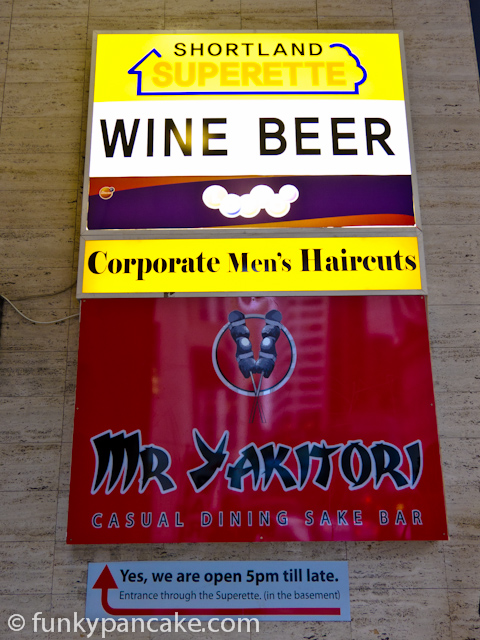 SHORTLAND
SUPERETTE
WINE BEER
Corporate Men's Haircuts
MR YAKITORI
CASUAL DINING SAKE BAR
Yes, we are open 5pm till late.
Entrance through the Superette. (in the basement)
© funkypancake.com